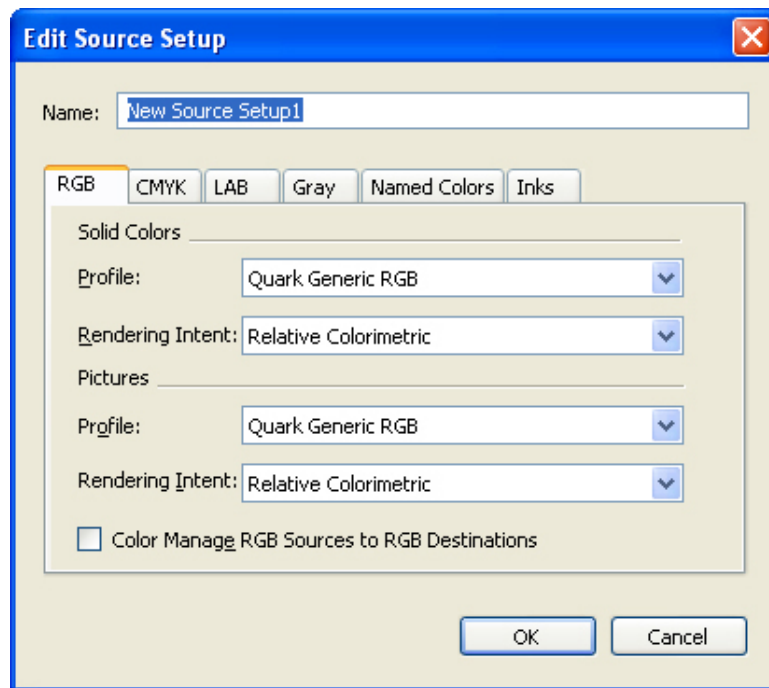 Edit Source Setup
Name: New Source Setup1
RGB CMYK LAB Gray Named Colors Inks
Solid Colors
Profile: Quark Generic RGB
Rendering Intent: Relative Colorimetric
Pictures
Profile: Quark Generic RGB
Rendering Intent: Relative Colorimetric
Color Manage RGB Sources to RGB Destinations
OK Cancel